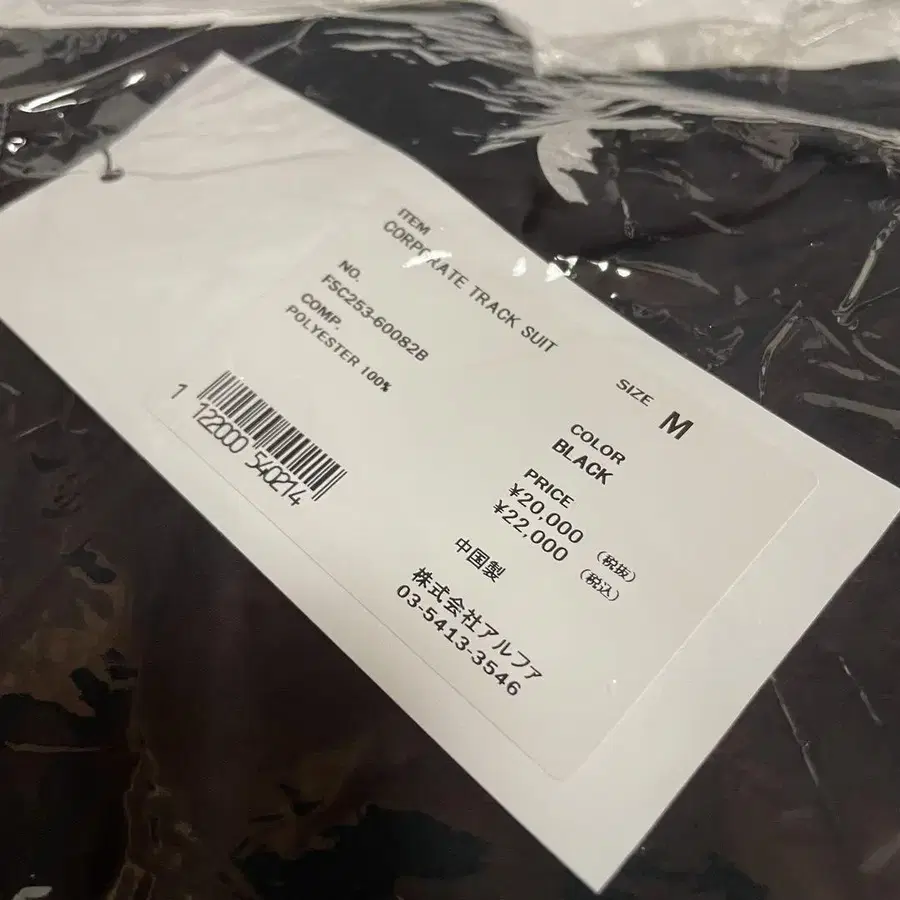 ITEM
CORPORATE TRACK SUIT
NO.
FSC253-60082B
COMP.
POLYESTER 100%
1 122000 540214
SIZE M
COLOR
BLACK
PRICE
¥20,000 (税抜)
¥22,000 (税込)
中国製
株式会社アルファ
03-5413-3546